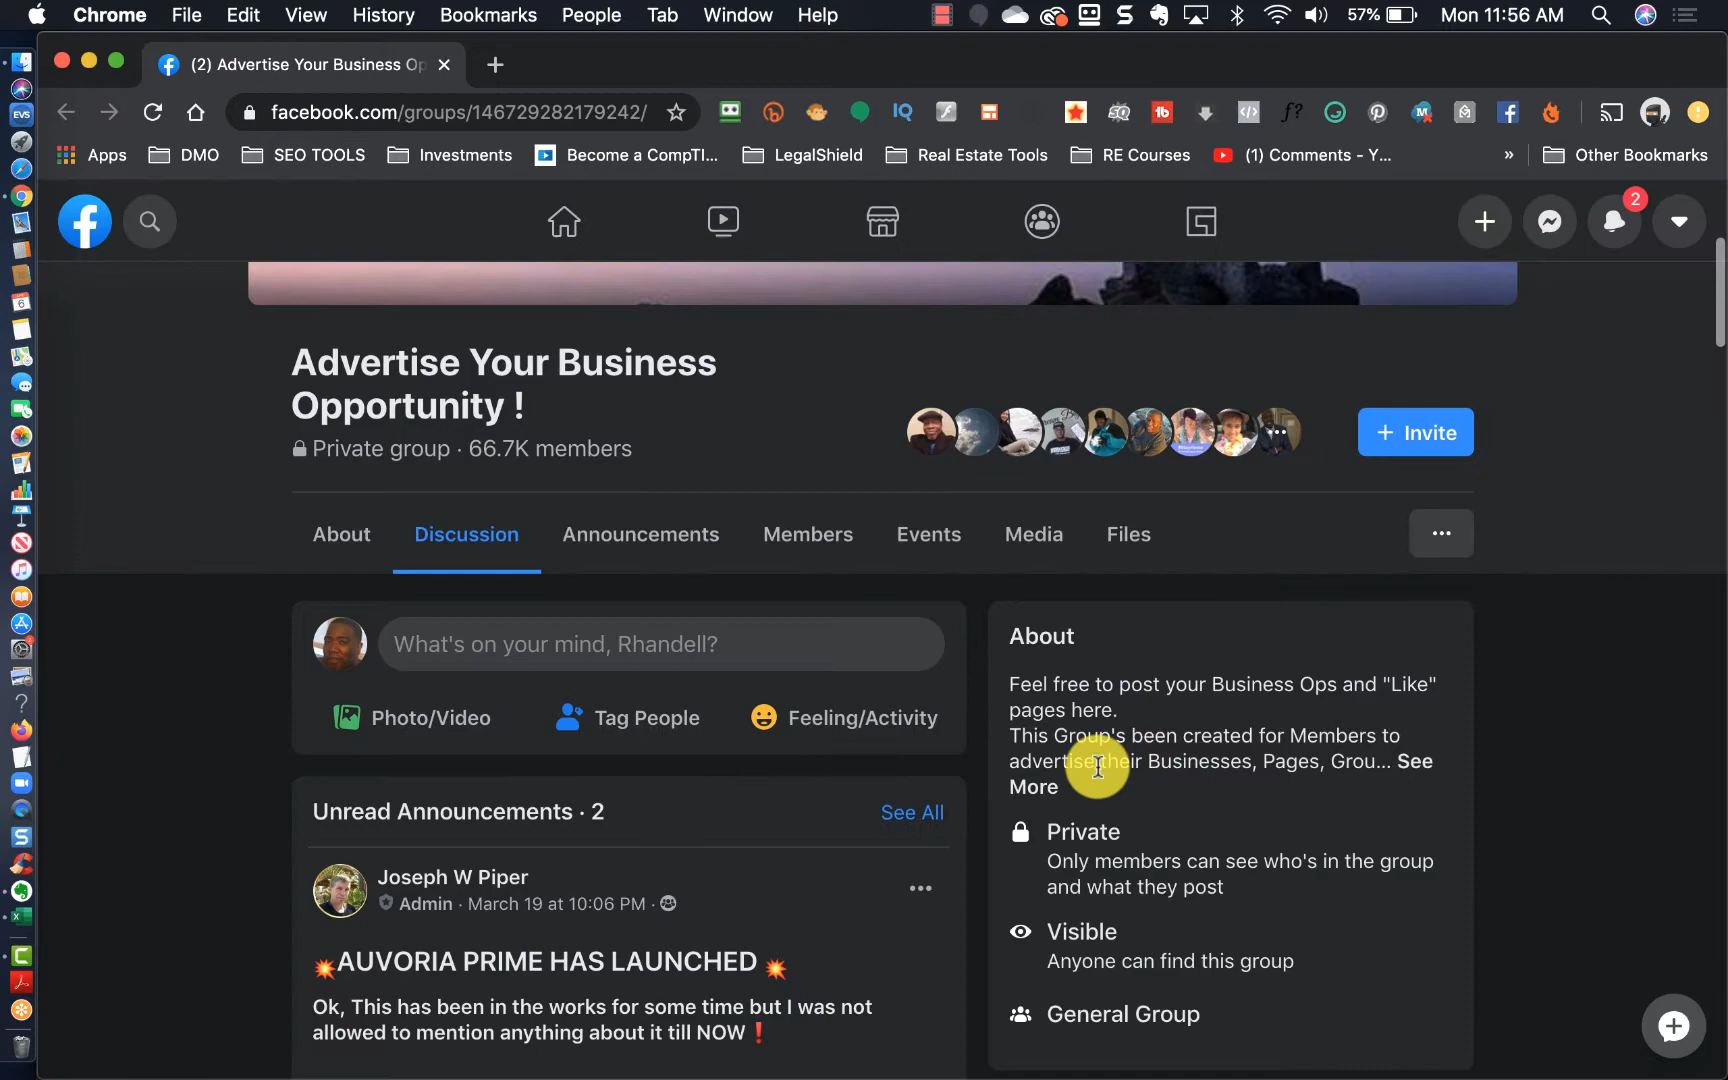 Chrome File Edit View History Bookmarks People Tab Window Help 57% Mon 11:56 AM
(2) Advertise Your Business Op
facebook.com/groups/146729282179242/
Apps DMO SEO TOOLS Investments Become a CompTI... LegalShield Real Estate Tools RE Courses (1) Comments - Y... » Other Bookmarks
2
Advertise Your Business
Opportunity !
Private group · 66.7K members
+ Invite
About Discussion Announcements Members Events Media Files
What's on your mind, Rhandell?
Photo/Video Tag People Feeling/Activity
Unread Announcements · 2 See All
Joseph W Piper
Admin · March 19 at 10:06 PM ·
💥AUVORIA PRIME HAS LAUNCHED 💥
Ok, This has been in the works for some time but I was not
allowed to mention anything about it till NOW ❗
About
Feel free to post your Business Ops and "Like"
pages here.
This Group's been created for Members to
advertise their Businesses, Pages, Grou... See
More
Private
Only members can see who's in the group
and what they post
Visible
Anyone can find this group
General Group